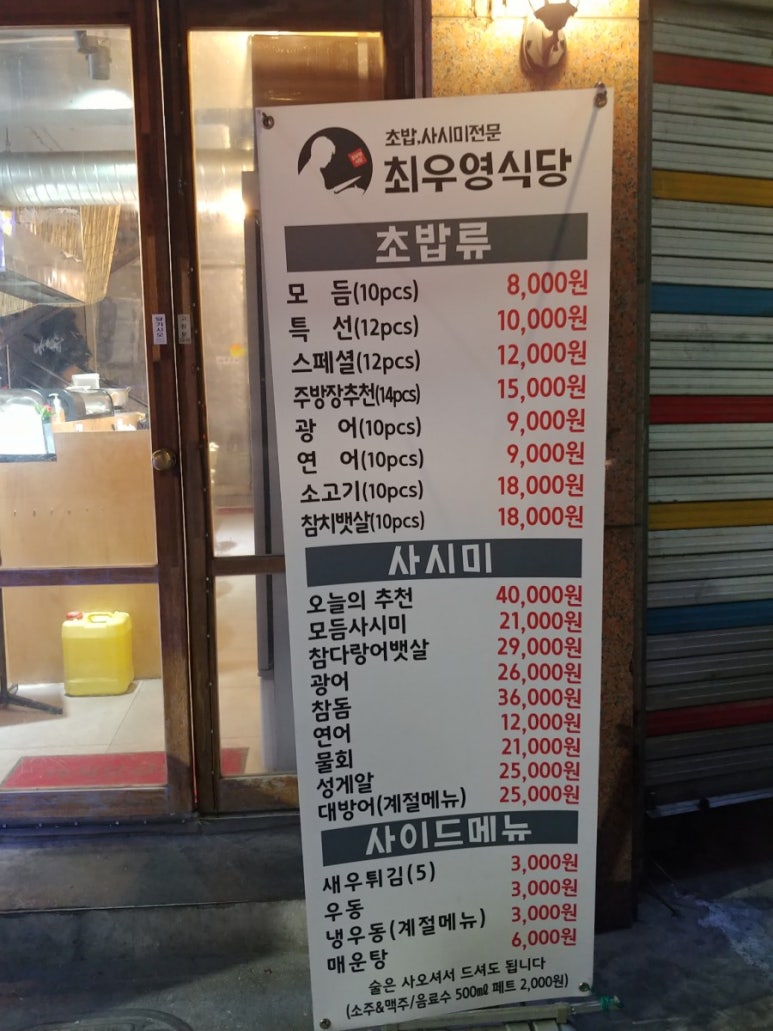 초밥,사시미전문
최우영식당
초밥류
모 듬(10pcs) 8,000원
특 선(12pcs) 10,000원
스페셜(12pcs) 12,000원
주방장추천(14pcs) 15,000원
광 어(10pcs) 9,000원
연 어(10pcs) 9,000원
소고기(10pcs) 18,000원
참치뱃살(10pcs) 18,000원
사시미
오늘의 추천 40,000원
모듬사시미 21,000원
참다랑어뱃살 29,000원
광어 26,000원
참돔 36,000원
연어 12,000원
물회 21,000원
성게알 25,000원
대방어(계절메뉴) 25,000원
사이드메뉴
새우튀김(5) 3,000원
우동 3,000원
냉우동(계절메뉴) 3,000원
매운탕 6,000원
술은 사오셔서 드셔도 됩니다
(소주&맥주/음료수 500㎖ 페트 2,000원)